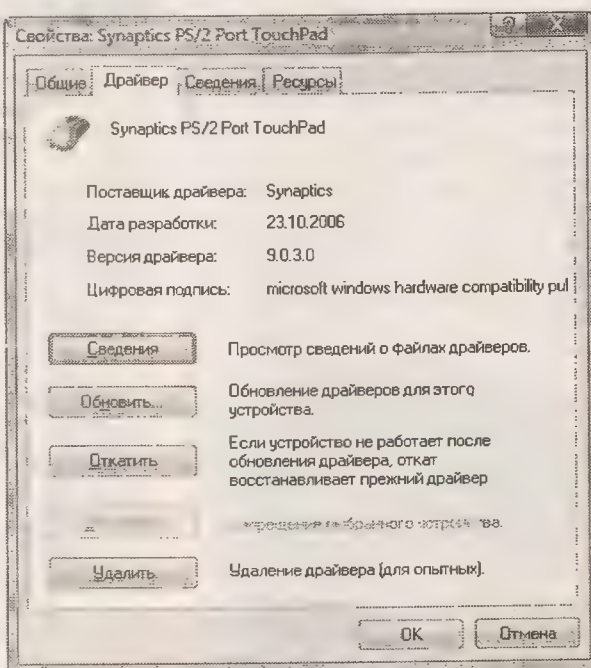 Свойства: Synaptics PS/2 Port TouchPad
Общие Драйвер Сведения Ресурсы
Synaptics PS/2 Port TouchPad
Поставщик драйвера: Synaptics
Дата разработки: 23.10.2006
Версия драйвера: 9.0.3.0
Цифровая подпись: microsoft windows hardware compatibility pul
Сведения Просмотр сведений о файлах драйверов.
Обновить... Обновление драйверов для этого
устройства.
Откатить Если устройство не работает после
обновления драйвера, откат
восстанавливает прежний драйвер
Удалить Удаление драйвера (для опытных).
OK Отмена